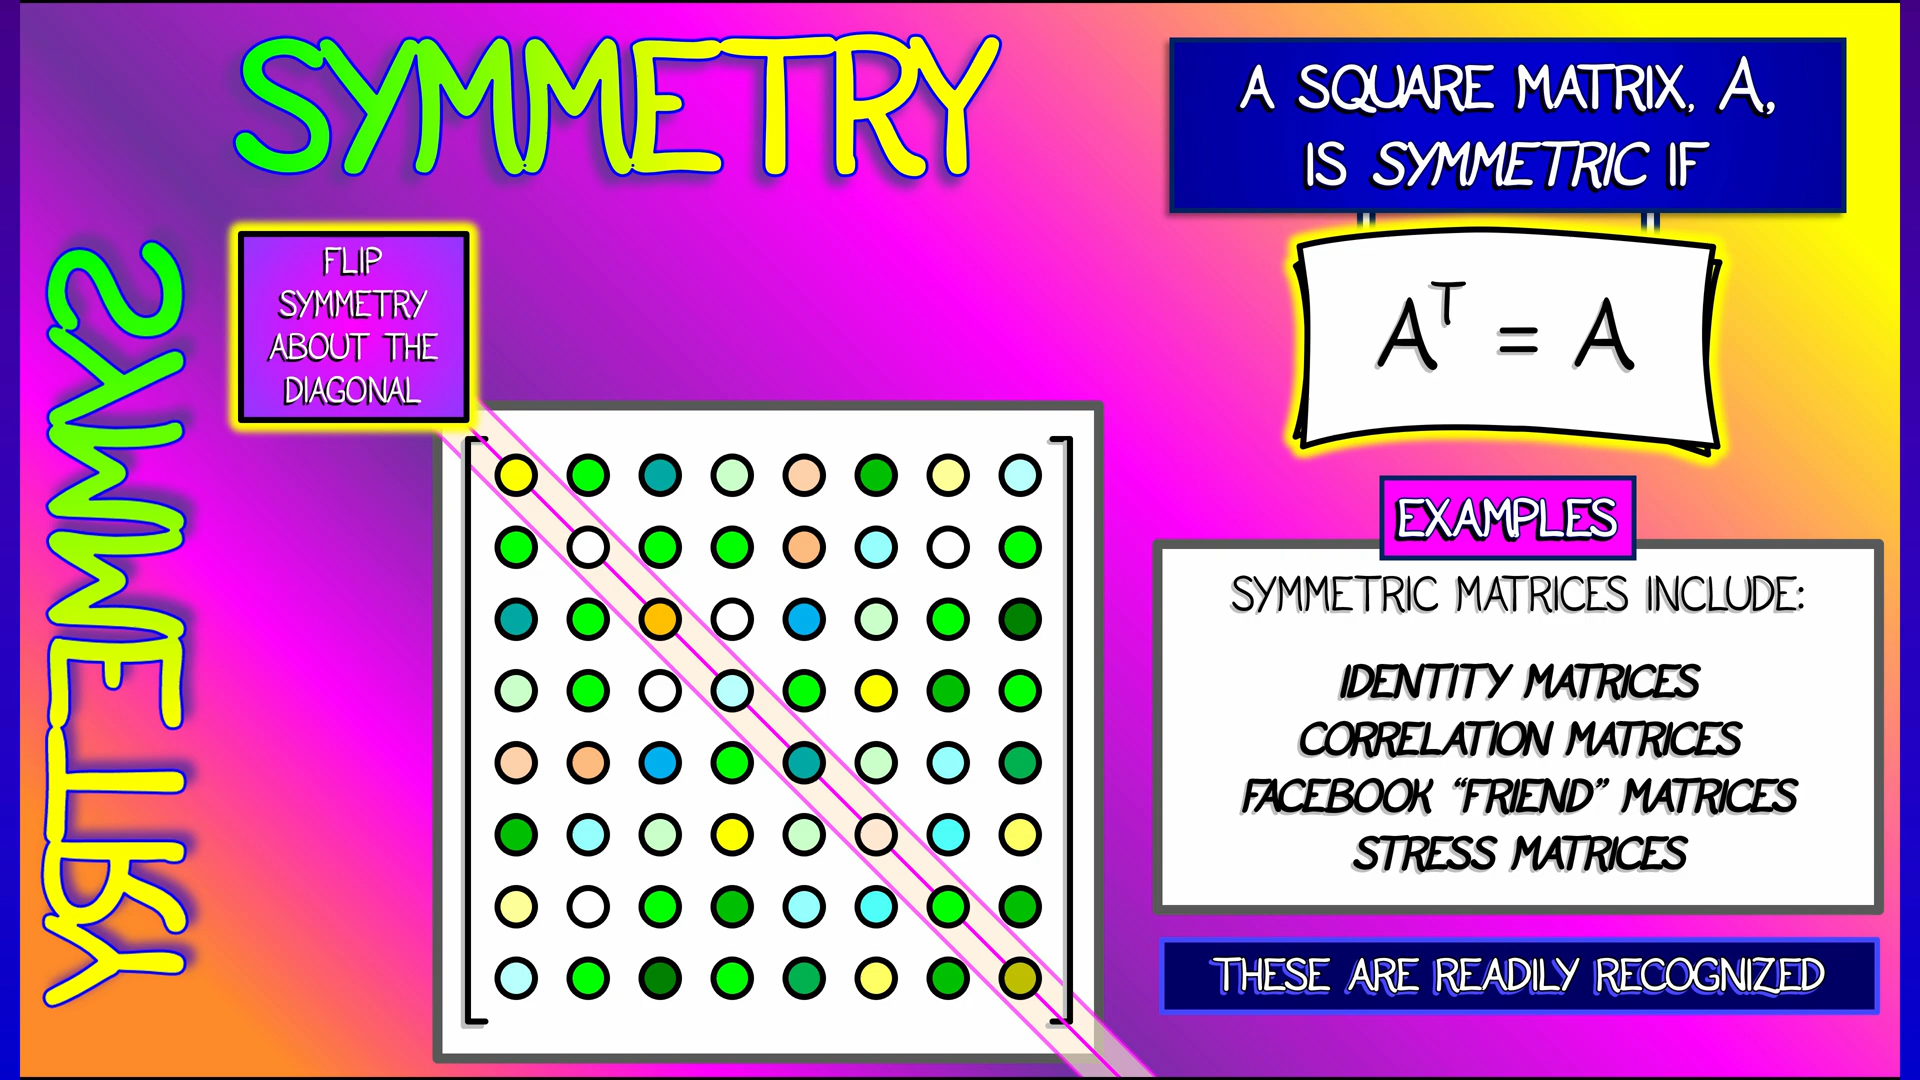 SYMMETRY
SYMMETRY
FLIP
SYMMETRY
ABOUT THE
DIAGONAL
A SQUARE MATRIX, A,
IS SYMMETRIC IF
Aᵀ = A
EXAMPLES
SYMMETRIC MATRICES INCLUDE:
IDENTITY MATRICES
CORRELATION MATRICES
FACEBOOK “FRIEND” MATRICES
STRESS MATRICES
THESE ARE READILY RECOGNIZED